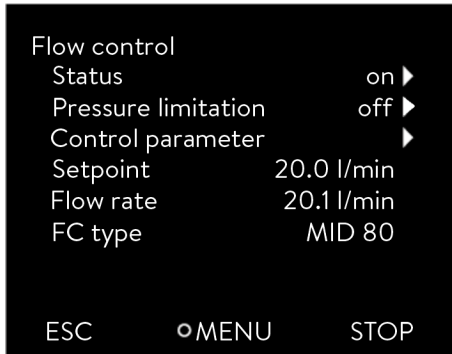 Flow control
Status on
Pressure limitation off
Control parameter
Setpoint 20.0 l/min
Flow rate 20.1 l/min
FC type MID 80
ESC MENU STOP